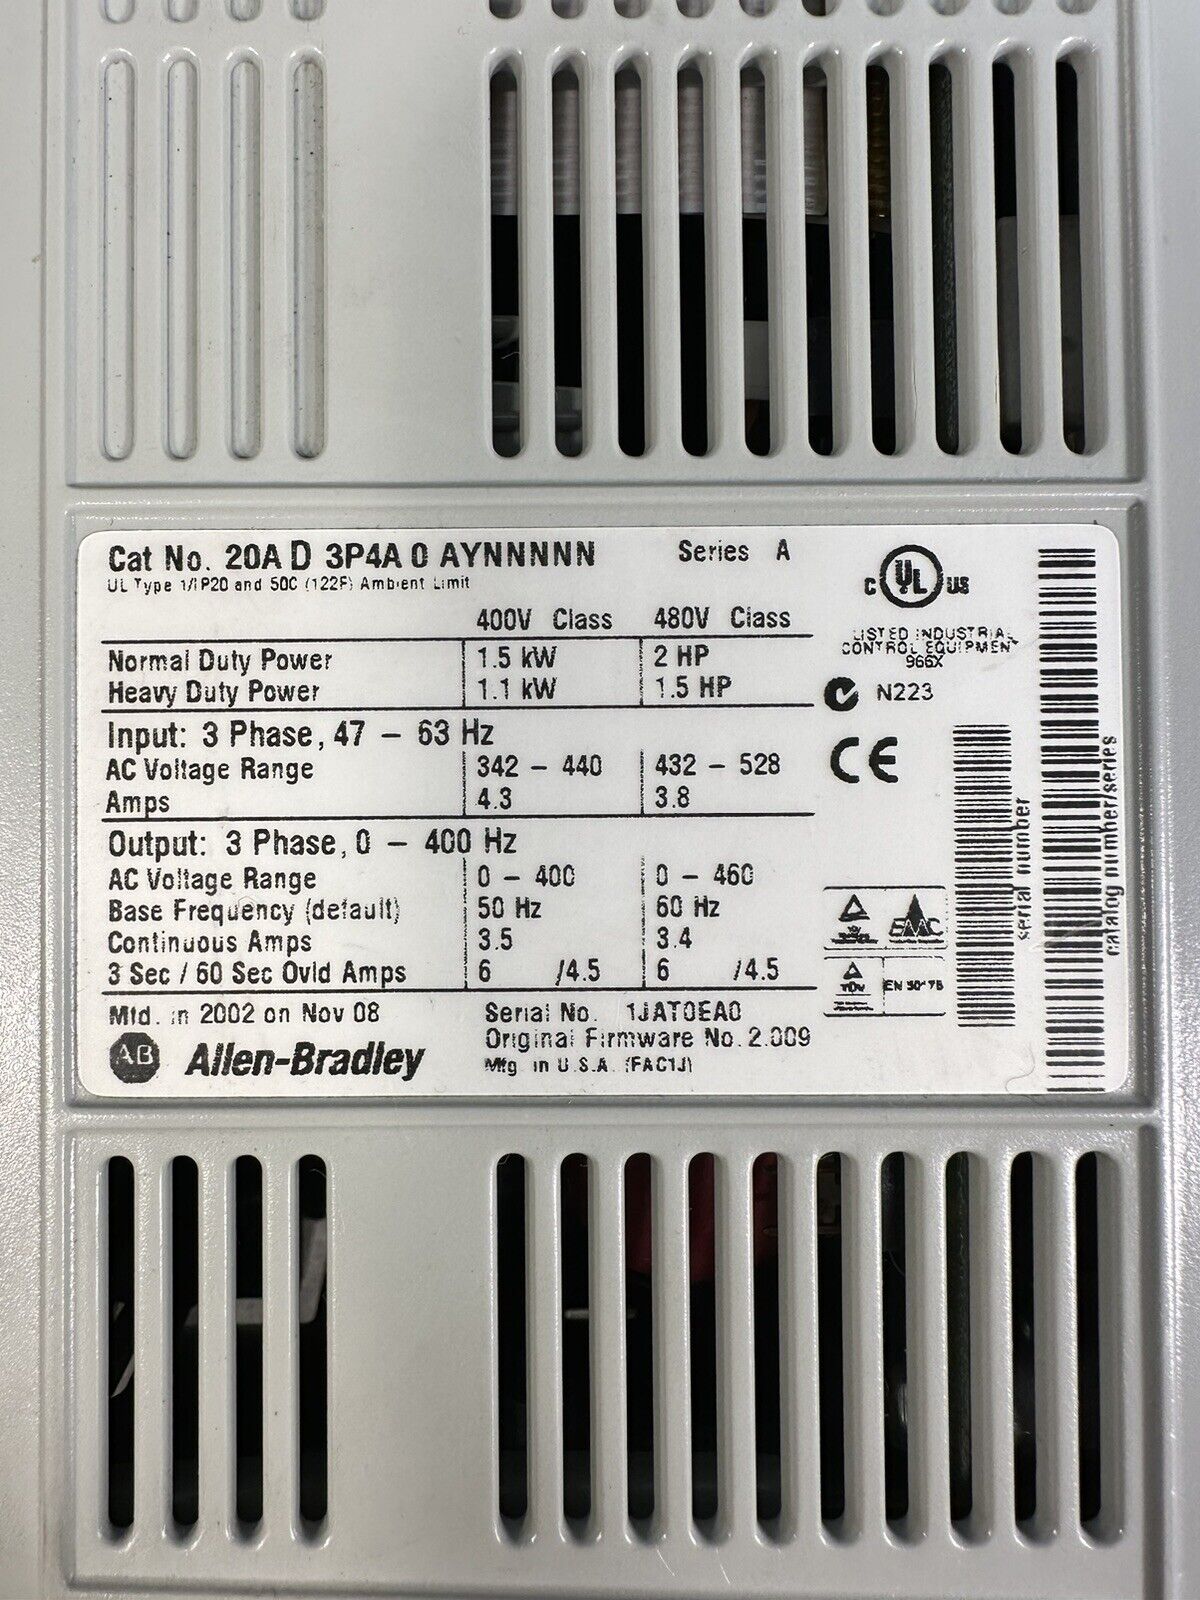 Cat No. 20A D 3P4A 0 AYNNNNN Series A
UL Type 1/IP20 and 50C (122F) Ambient Limit
400V Class 480V Class
Normal Duty Power 1.5 kW 2 HP
Heavy Duty Power 1.1 kW 1.5 HP
Input: 3 Phase, 47 - 63 Hz
AC Voltage Range 342 - 440 432 - 528
Amps 4.3 3.8
Output: 3 Phase, 0 - 400 Hz
AC Voltage Range 0 - 400 0 - 460
Base Frequency (default) 50 Hz 60 Hz
Continuous Amps 3.5 3.4
3 Sec / 60 Sec Ovld Amps 6 /4.5 6 /4.5
Mfd. in 2002 on Nov 08 Serial No. 1JAT0EA0
Original Firmware No. 2.009
AB Allen-Bradley Mfg in U.S.A. (FAC1J)
C UL US
LISTED INDUSTRIAL
CONTROL EQUIPMENT
966X
N223
CE
EMC
TÜV EN 50178
serial number
catalog number/series